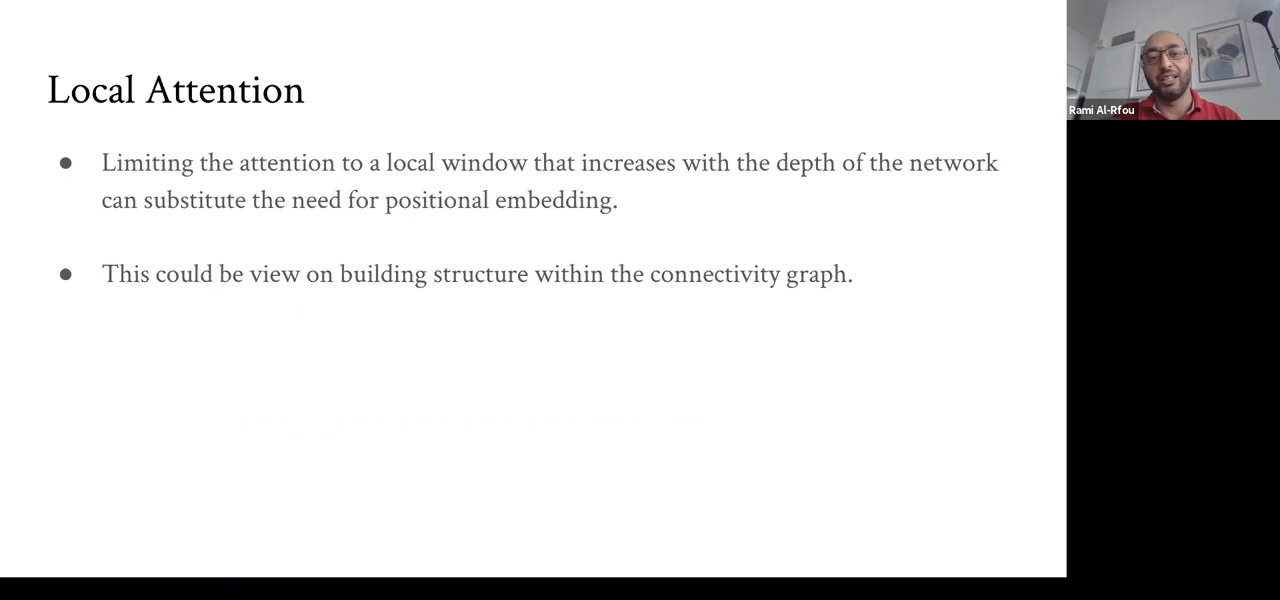 Local Attention
● Limiting the attention to a local window that increases with the depth of the network
can substitute the need for positional embedding.
● This could be view on building structure within the connectivity graph.
Rami Al-Rfou